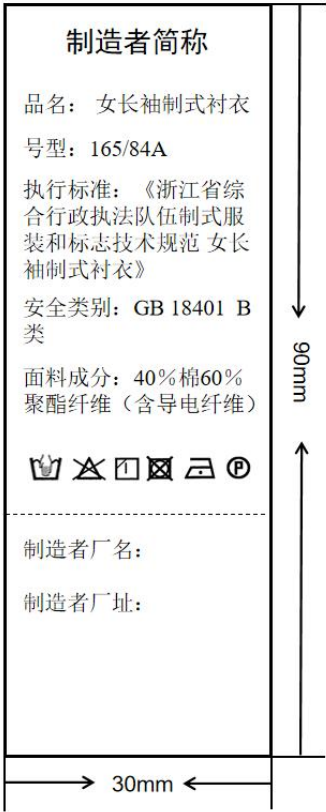 制造者简称
品名： 女长袖制式衬衣
号型：165/84A
执行标准：《浙江省综
合行政执法队伍制式服
装和标志技术规范 女长
袖制式衬衣》
安全类别：GB 18401 B
类
面料成分：40％棉60％
聚酯纤维（含导电纤维）
P
制造者厂名：
制造者厂址：
90mm
30mm